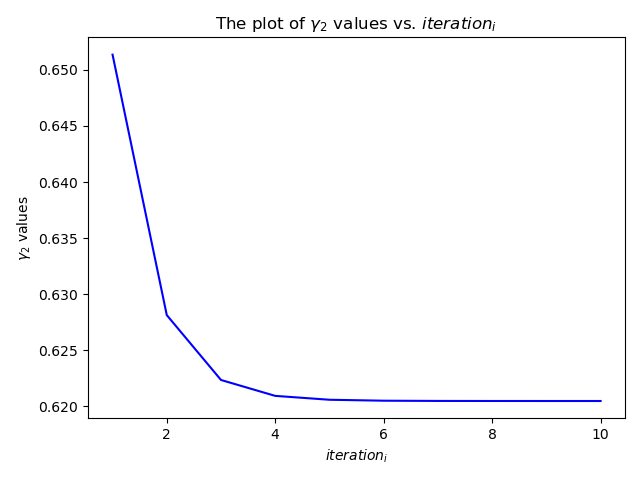 The plot of γ₂ values vs. iterationᵢ
0.650
0.645
0.640
0.635
0.630
0.625
0.620
γ₂ values
2 4 6 8 10
iterationᵢ